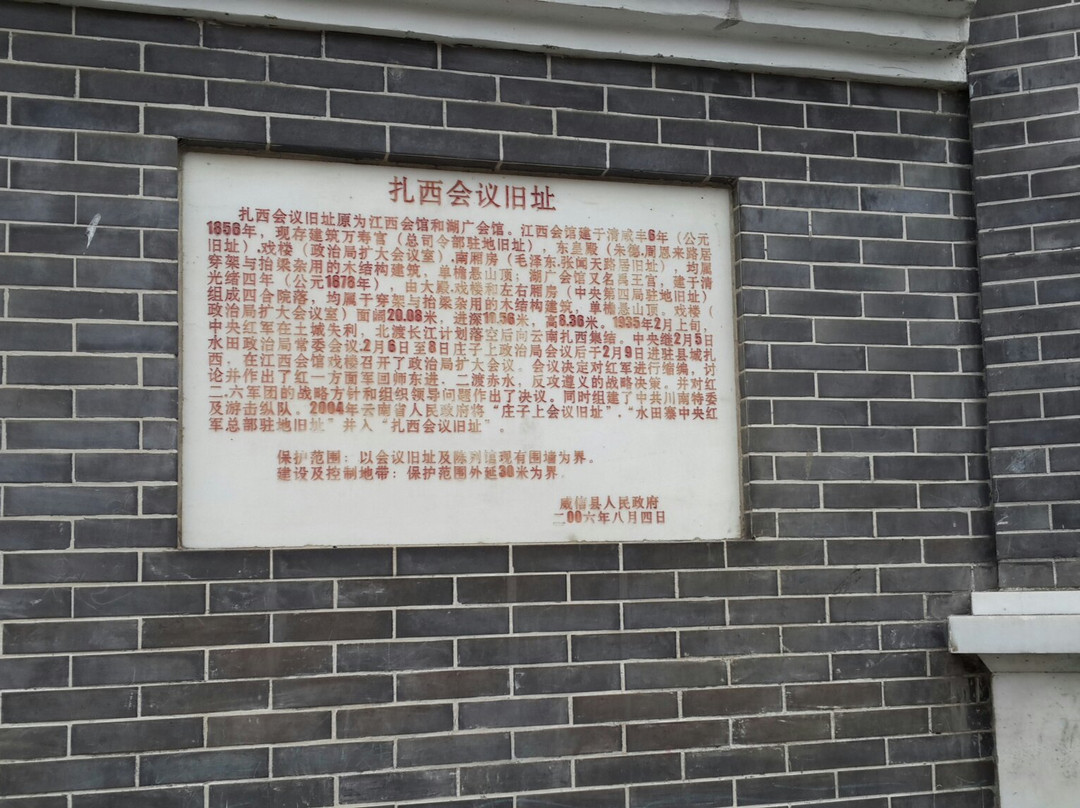 扎西会议旧址
扎西会议旧址原为江西会馆和湖广会馆。江西会馆建于清咸丰6年（公元
1856年，现存建筑万寿宫（总司令部驻地旧址），东皇殿（朱德,周恩来路居
旧址）.戏楼（政治局扩大会议室）,南厢房（毛泽东.张闻天路居旧址），均属
穿架与抬梁杂用的木结构建筑，单檐悬山顶；湖广会馆又名禹王宫，建于清
光绪四年（公元1878年），由大殿.戏楼和左右厢房（中央第四局驻地旧址）
组成四合院落，均属于穿架与抬梁杂用的木结构建筑，单檐悬山顶。戏楼（
政治局扩大会议室）面阔20.06米，进深10.56米，高8.36米。1935年2月上旬，
中央红军在土城失利，北渡长江计划落空后向云南扎西集结。中央继2月5日
水田政治局常委会议.2月6日至8日庄子上政治局会议后于2月9日进驻县城扎
西，在江西会馆戏楼召开了政治局扩大会议。会议决定对红军进行缩编，讨
论并作出了红一方面军回师东进，二渡赤水，反攻遵义的战略决策。并对红
二.六军团的战略方针和组织领导问题作出了决议。同时组建了中共川南特委
及游击纵队。2004年云南省人民政府将“庄子上会议旧址”，“水田寨中央红
军总部驻地旧址”并入“扎西会议旧址”。
保护范围：以会议旧址及陈列馆现有围墙为界。
建设及控制地带：保护范围外延30米为界。
威信县人民政府
二00六年八月四日